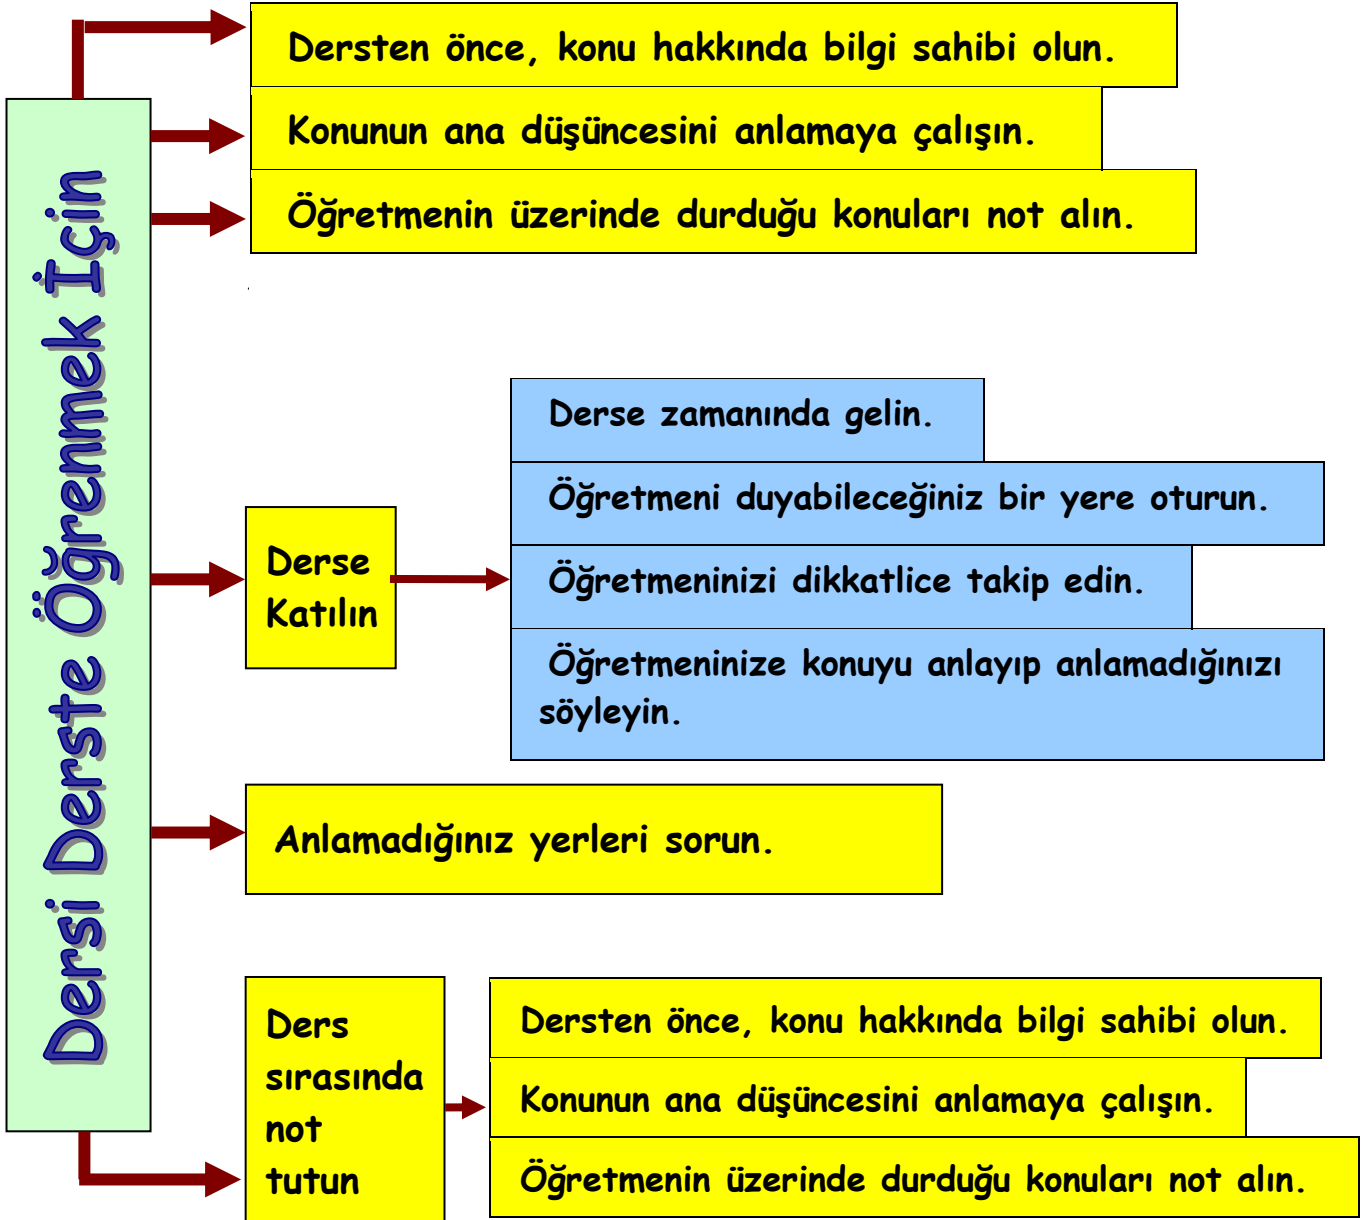 Dersi Derste Öğrenmek İçin
Dersten önce, konu hakkında bilgi sahibi olun.
Konunun ana düşüncesini anlamaya çalışın.
Öğretmenin üzerinde durduğu konuları not alın.
Derse
Katılın
Derse zamanında gelin.
Öğretmeni duyabileceğiniz bir yere oturun.
Öğretmeninizi dikkatlice takip edin.
Öğretmeninize konuyu anlayıp anlamadığınızı
söyleyin.
Anlamadığınız yerleri sorun.
Ders
sırasında
not
tutun
Dersten önce, konu hakkında bilgi sahibi olun.
Konunun ana düşüncesini anlamaya çalışın.
Öğretmenin üzerinde durduğu konuları not alın.